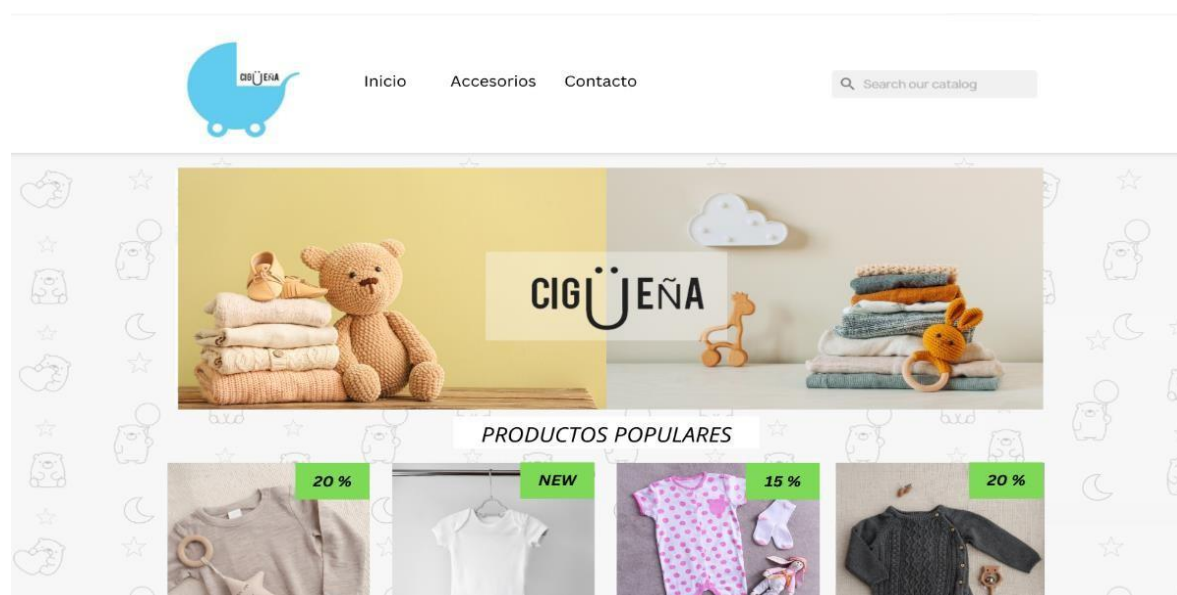 CIGÜEÑA
Inicio Accesorios Contacto
Search our catalog
CIGÜEÑA
PRODUCTOS POPULARES
20 % NEW 15 % 20 %